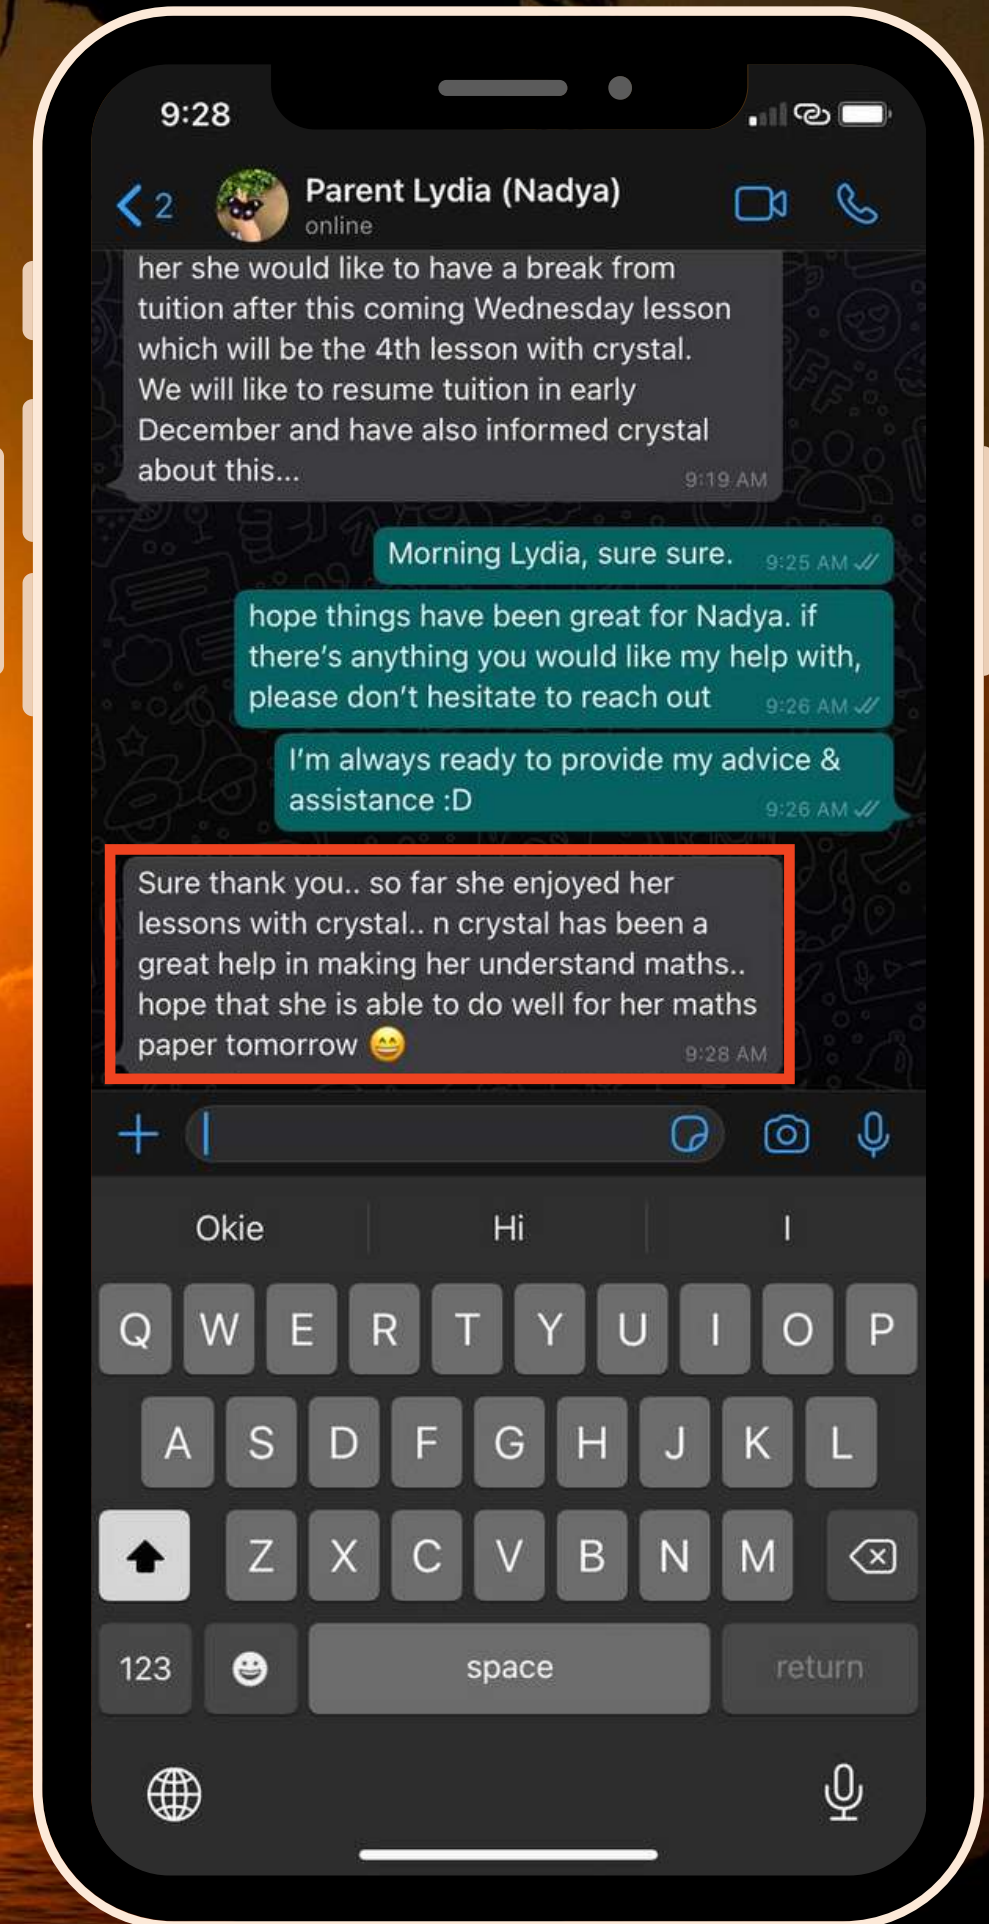 9:28
2
Parent Lydia (Nadya)
online
her she would like to have a break from
tuition after this coming Wednesday lesson
which will be the 4th lesson with crystal.
We will like to resume tuition in early
December and have also informed crystal
about this...
9:19 AM
Morning Lydia, sure sure.
9:25 AM
hope things have been great for Nadya. if
there's anything you would like my help with,
please don't hesitate to reach out
9:26 AM
I'm always ready to provide my advice &
assistance :D
9:26 AM
Sure thank you.. so far she enjoyed her
lessons with crystal.. n crystal has been a
great help in making her understand maths..
hope that she is able to do well for her maths
paper tomorrow 😄
9:28 AM
Okie Hi I
Q W E R T Y U I O P
A S D F G H J K L
Z X C V B N M
123 space return